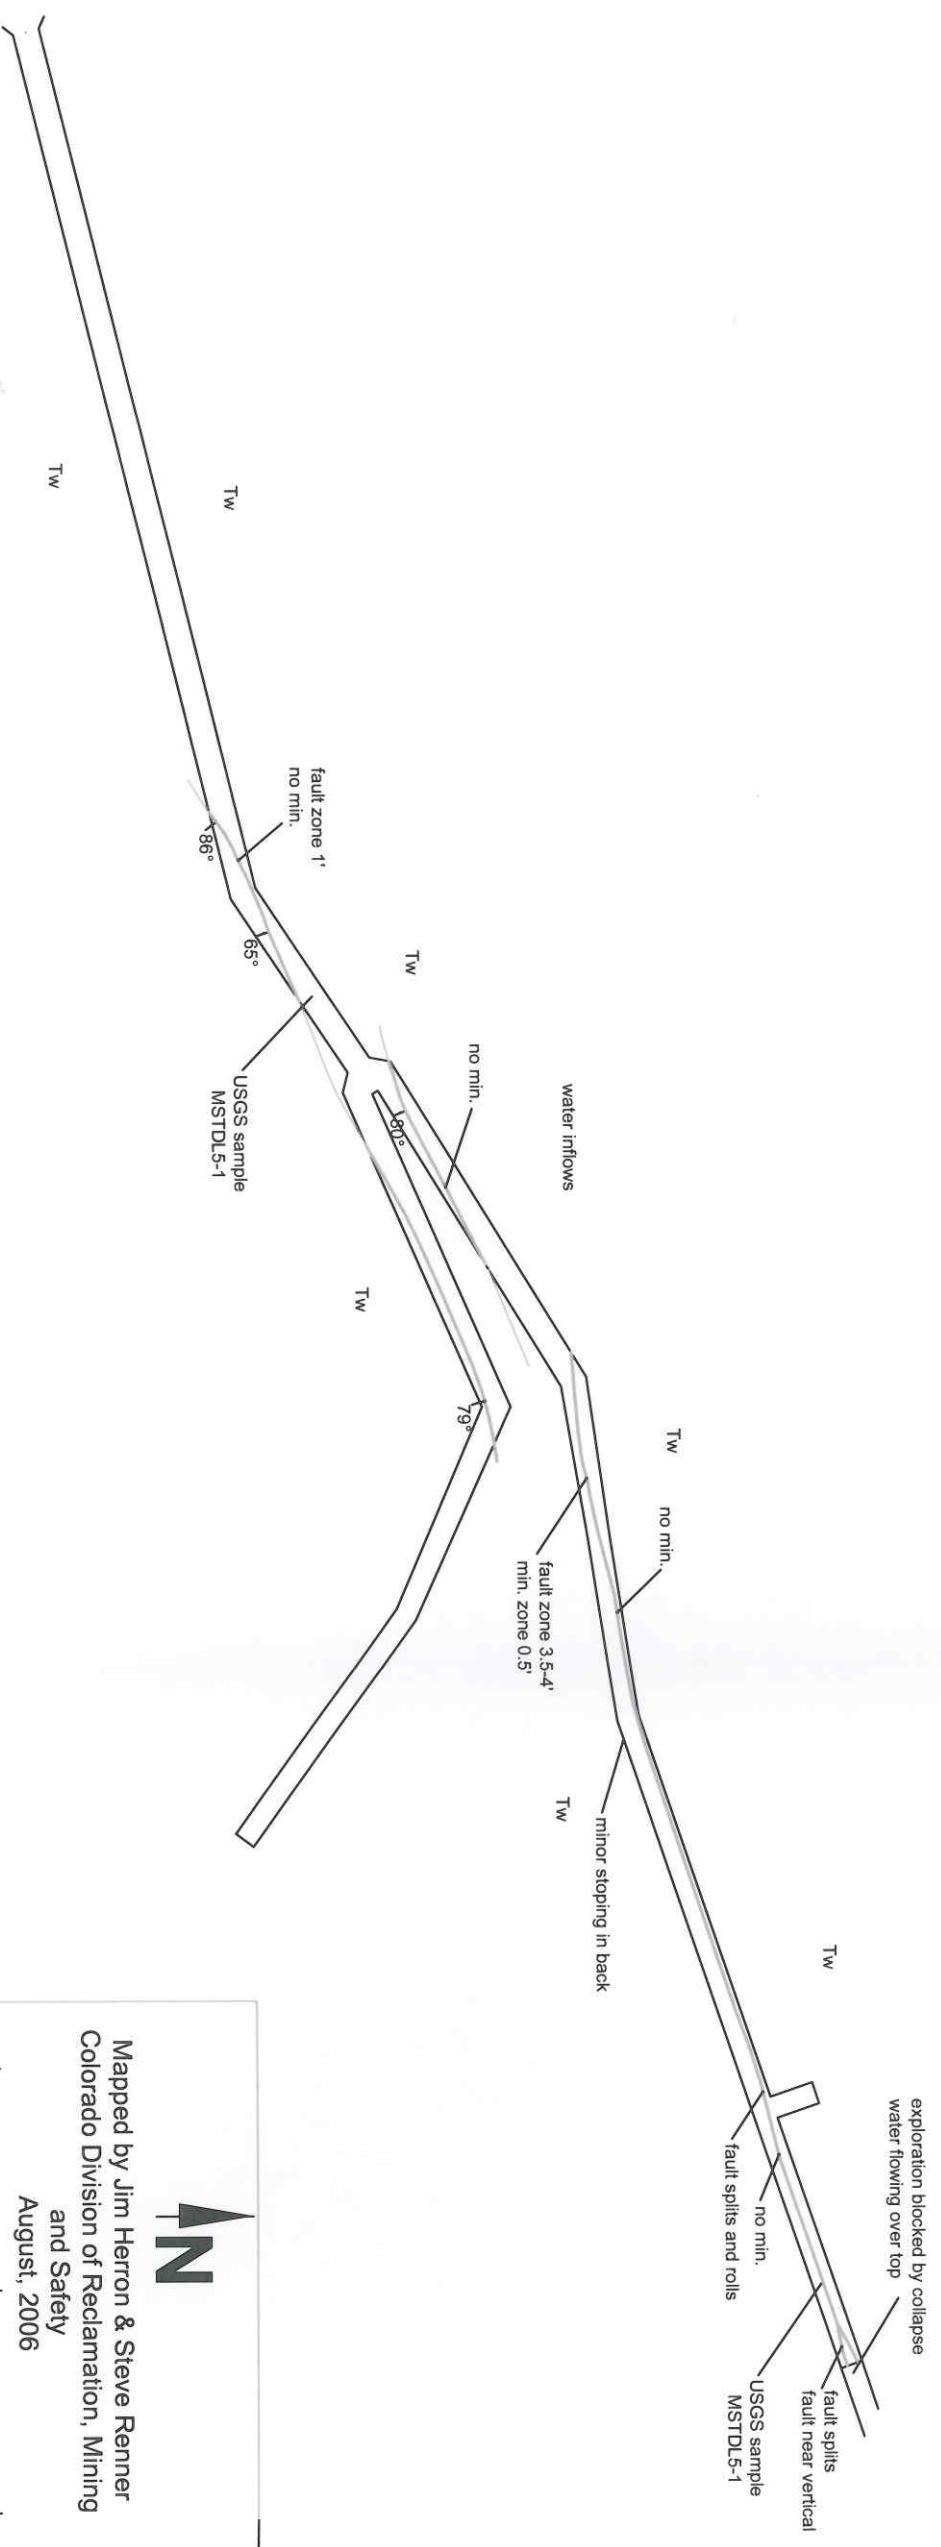 Tw
Tw
fault zone 1'
no min.
86°
65°
USGS sample
MSTDL5-1
Tw
no min.
80°
water inflows
Tw
79°
Tw
no min.
fault zone 3.5-4'
min. zone 0.5'
minor stoping in back
Tw
Tw
exploration blocked by collapse
water flowing over top
fault splits and rolls
no min.
USGS sample
MSTDL5-1
fault splits
fault near vertical
N
Mapped by Jim Herron & Steve Renner
Colorado Division of Reclamation, Mining
and Safety
August, 2006